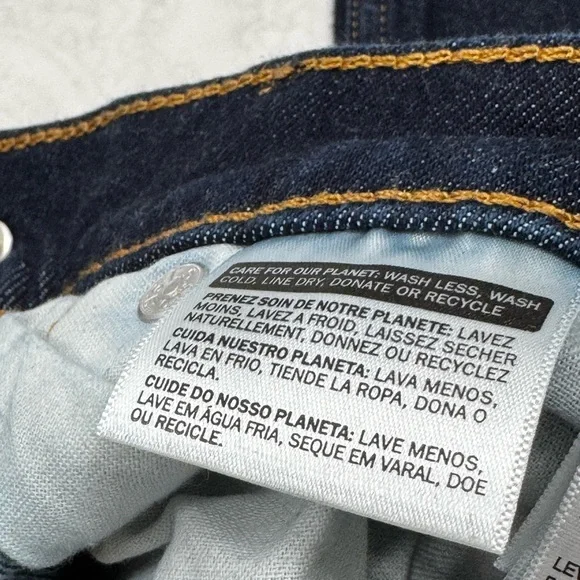 CARE FOR OUR PLANET: WASH LESS, WASH
COLD, LINE DRY, DONATE OR RECYCLE
PRENEZ SOIN DE NOTRE PLANETE: LAVEZ
MOINS, LAVEZ A FROID, LAISSEZ SECHER
NATURELLEMENT, DONNEZ OU RECYCLEZ
CUIDA NUESTRO PLANETA: LAVA MENOS,
LAVA EN FRIO, TIENDE LA ROPA, DONA O
RECICLA.
CUIDE DO NOSSO PLANETA: LAVE MENOS,
LAVE EM ÁGUA FRIA, SEQUE EM VARAL, DOE
OU RECICLE.